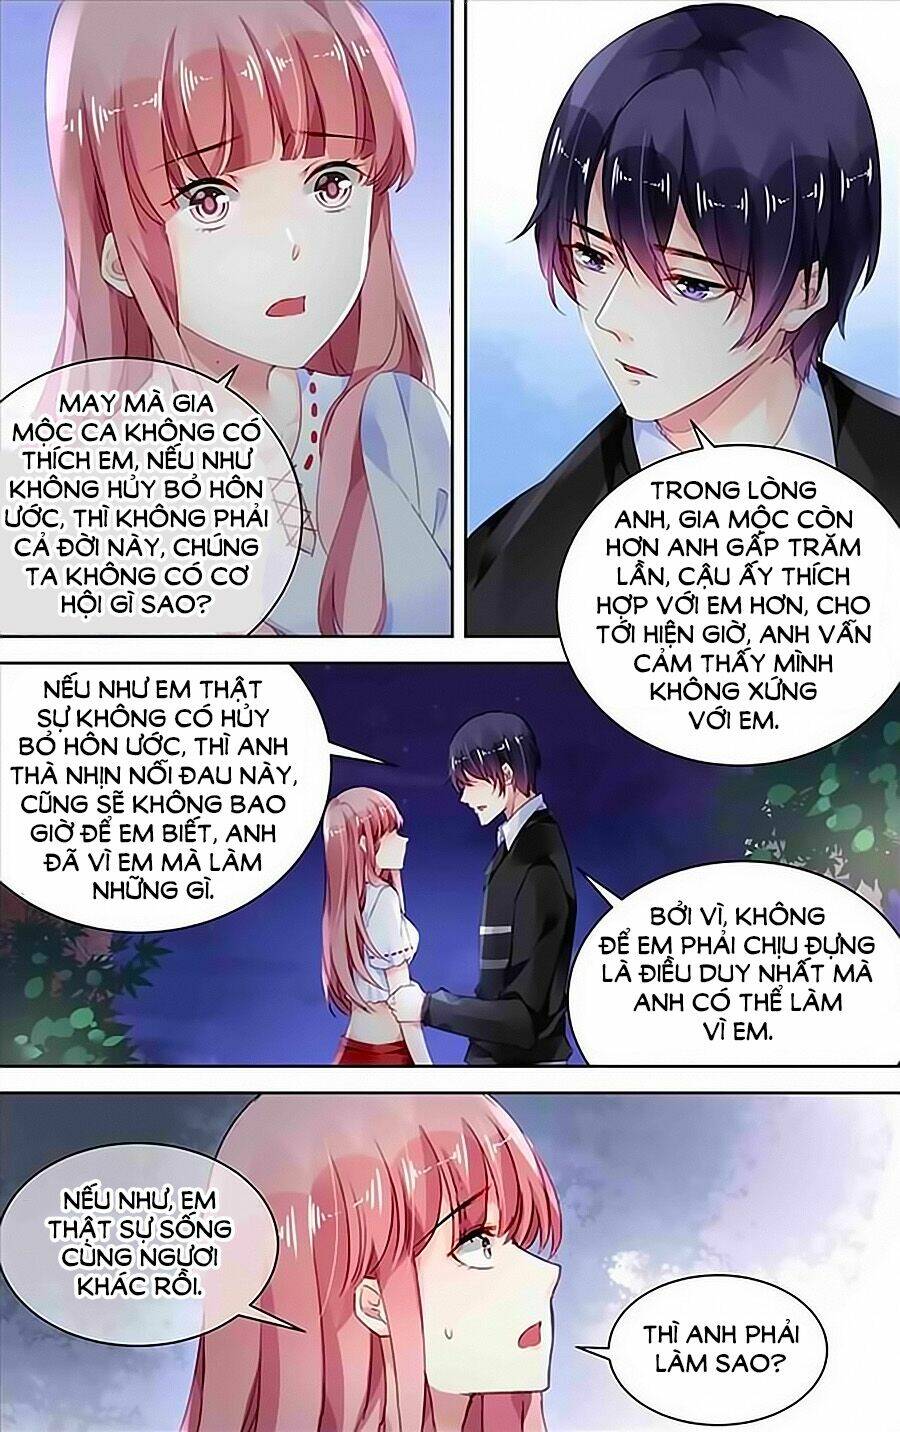 MAY MÀ GIA
MỘC CA KHÔNG CÓ
THÍCH EM, NẾU NHƯ
KHÔNG HỦY BỎ HÔN
ƯỚC, THÌ KHÔNG PHẢI
CẢ ĐỜI NÀY, CHÚNG
TA KHÔNG CÓ CƠ
HỘI GÌ SAO?
TRONG LÒNG
ANH, GIA MỘC CÒN
HƠN ANH GẤP TRĂM
LẦN, CẬU ẤY THÍCH
HỢP VỚI EM HƠN, CHO
TỚI HIỆN GIỜ, ANH VẪN
CẢM THẤY MÌNH
KHÔNG XỨNG
VỚI EM.
NẾU NHƯ EM THẬT
SỰ KHÔNG CÓ HỦY
BỎ HÔN ƯỚC, THÌ ANH
THÀ NHỊN NỐI ĐAU NÀY,
CŨNG SẼ KHÔNG BAO
GIỜ ĐỂ EM BIẾT, ANH
ĐÃ VÌ EM MÀ LÀM
NHỮNG GÌ.
BỞI VÌ, KHÔNG
ĐỂ EM PHẢI CHỊU ĐỰNG
LÀ ĐIỀU DUY NHẤT MÀ
ANH CÓ THỂ LÀM
VÌ EM.
NẾU NHƯ, EM
THẬT SỰ SỐNG
CÙNG NGƯƠI
KHÁC RỒI.
THÌ ANH PHẢI
LÀM SAO?